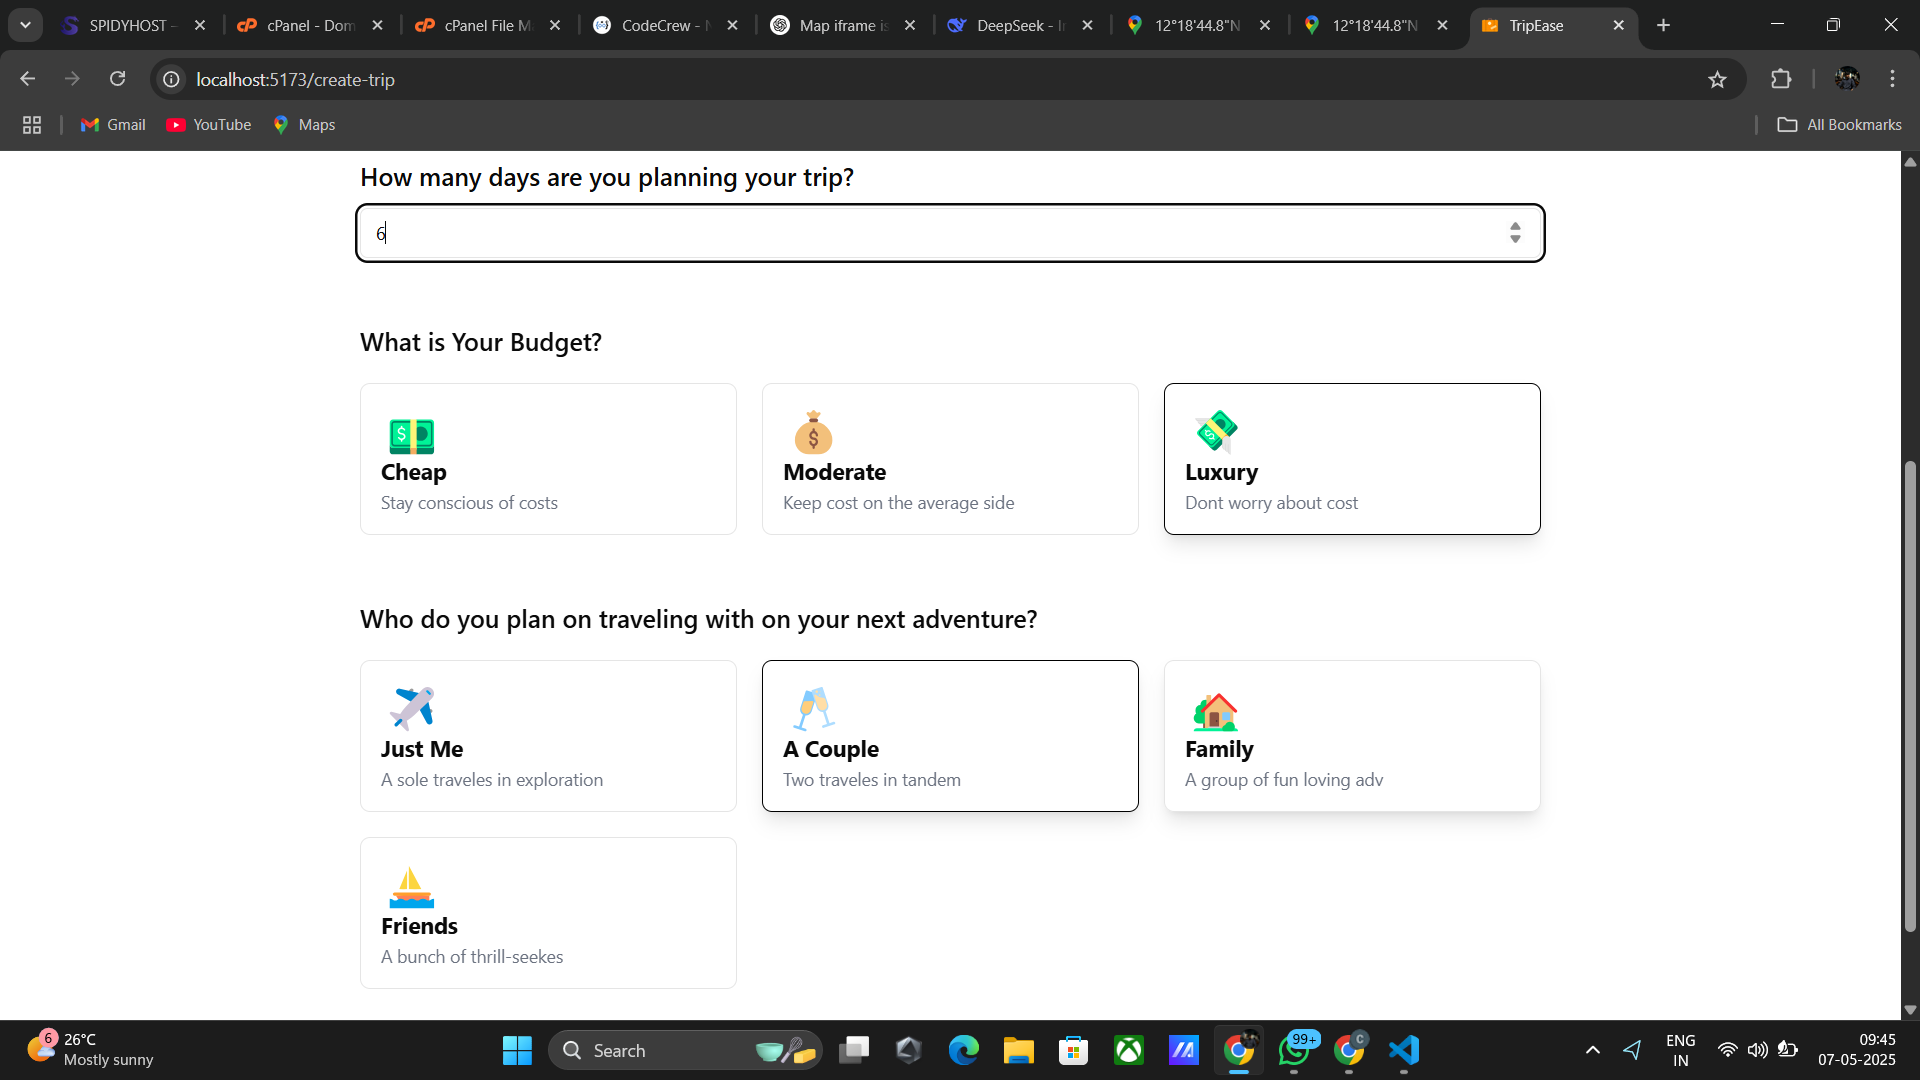 SPIDYHOST -
cPanel - Dom
cPanel File M
CodeCrew - N
Map iframe is
DeepSeek - I
12°18'44.8"N
12°18'44.8"N
TripEase
localhost:5173/create-trip
Gmail
YouTube
Maps
All Bookmarks
How many days are you planning your trip?
6
What is Your Budget?
Cheap
Stay conscious of costs
Moderate
Keep cost on the average side
Luxury
Dont worry about cost
Who do you plan on traveling with on your next adventure?
Just Me
A sole traveles in exploration
A Couple
Two traveles in tandem
Family
A group of fun loving adv
Friends
A bunch of thrill-seekes
6
26°C
Mostly sunny
Search
99+
C
ENG
IN
09:45
07-05-2025